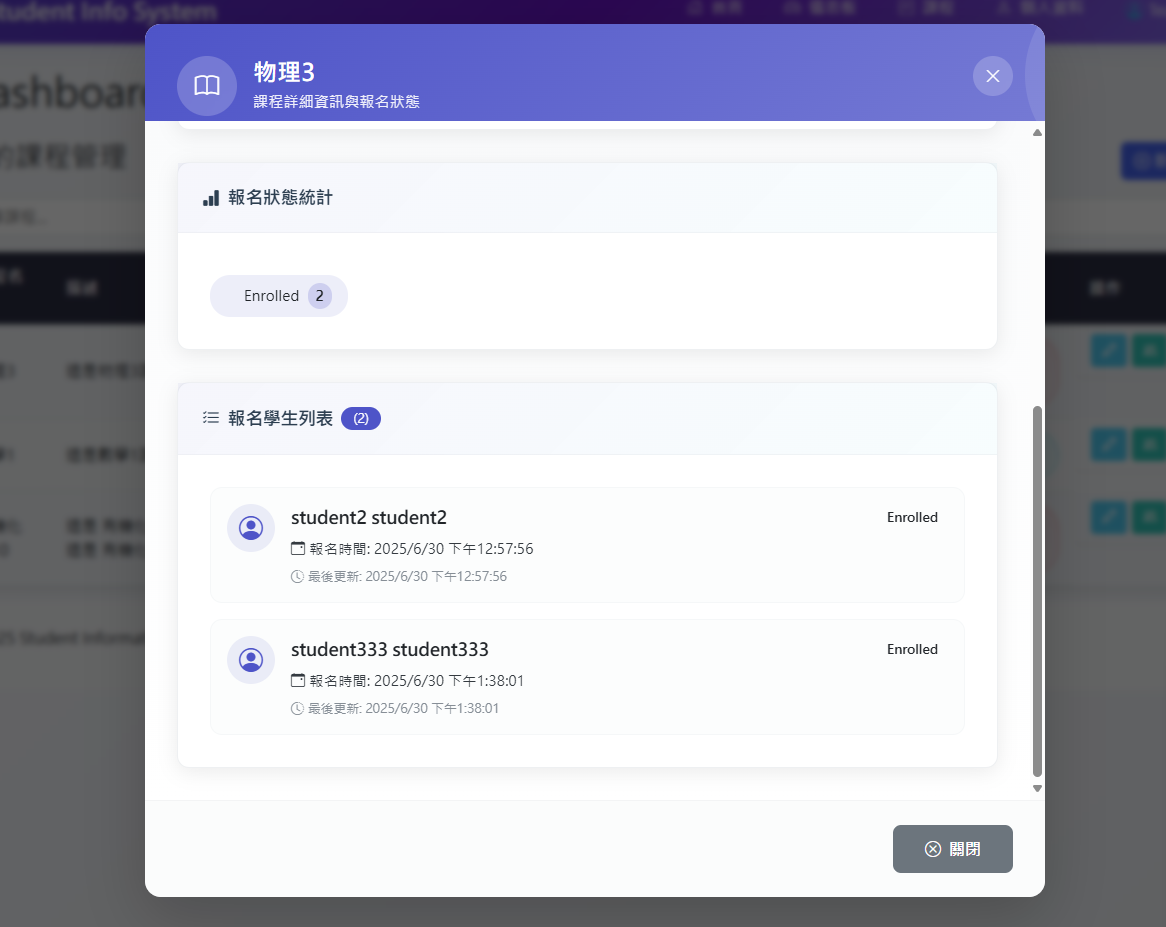 Student Info System
物理3
課程詳細資訊與報名狀態
Dashboard
的課程管理
報名狀態統計
Enrolled 2
報名學生列表 (2)
student2 student2
Enrolled
報名時間: 2025/6/30 下午12:57:56
最後更新: 2025/6/30 下午12:57:56
student333 student333
Enrolled
報名時間: 2025/6/30 下午1:38:01
最後更新: 2025/6/30 下午1:38:01
關閉